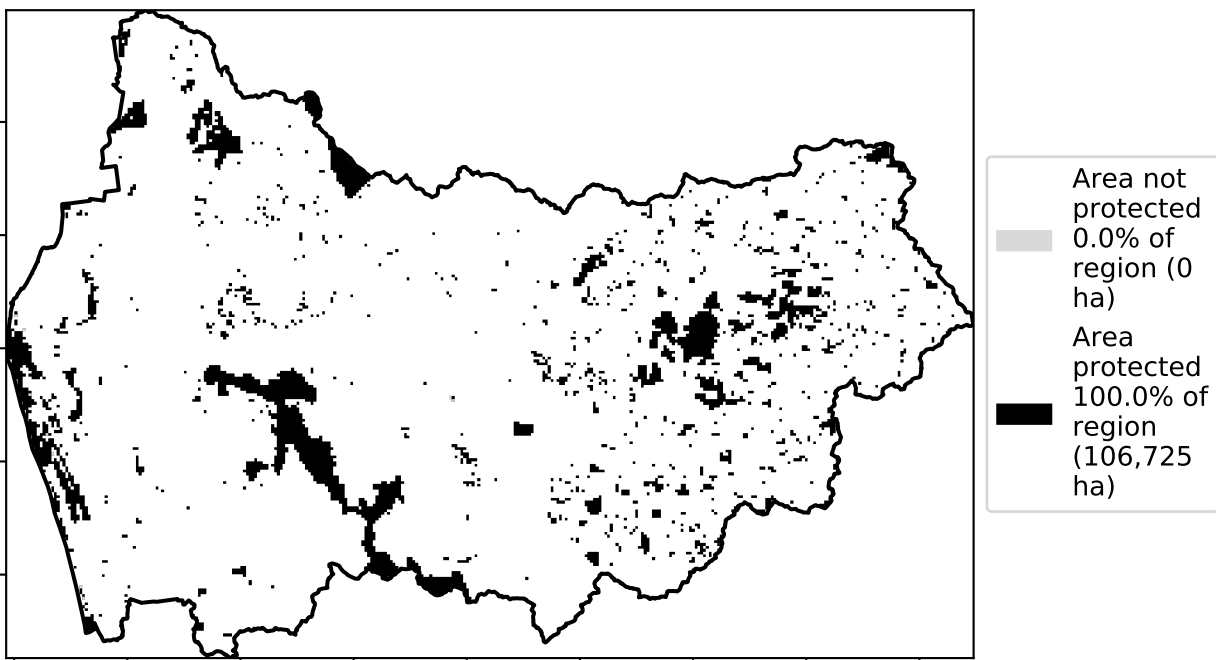 Area not
protected
0.0% of
region (0
ha)
Area
protected
100.0% of
region
(106,725
ha)